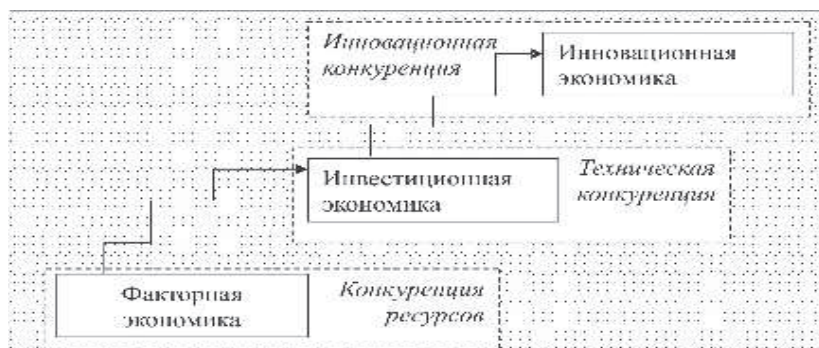 Инновационная
конкуренция
Инновационная
экономика
Инвестиционная
экономика
Техническая
конкуренция
Факторная
экономика
Конкуренция
ресурсов